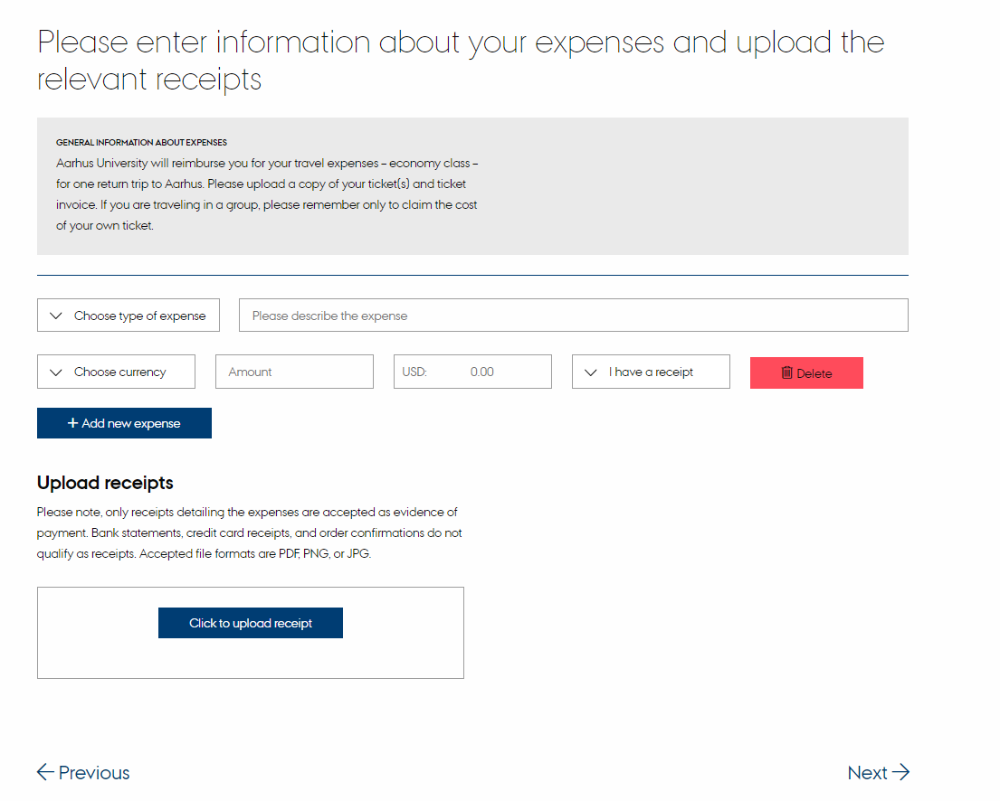 Please enter information about your expenses and upload the
relevant receipts
GENERAL INFORMATION ABOUT EXPENSES
Aarhus University will reimburse you for your travel expenses – economy class –
for one return trip to Aarhus. Please upload a copy of your ticket(s) and ticket
invoice. If you are traveling in a group, please remember only to claim the cost
of your own ticket.
Choose type of expense
Please describe the expense
Choose currency
Amount
USD: 0.00
I have a receipt
Delete
+ Add new expense
Upload receipts
Please note, only receipts detailing the expenses are accepted as evidence of
payment. Bank statements, credit card receipts, and order confirmations do not
qualify as receipts. Accepted file formats are PDF, PNG, or JPG.
Click to upload receipt
← Previous
Next →